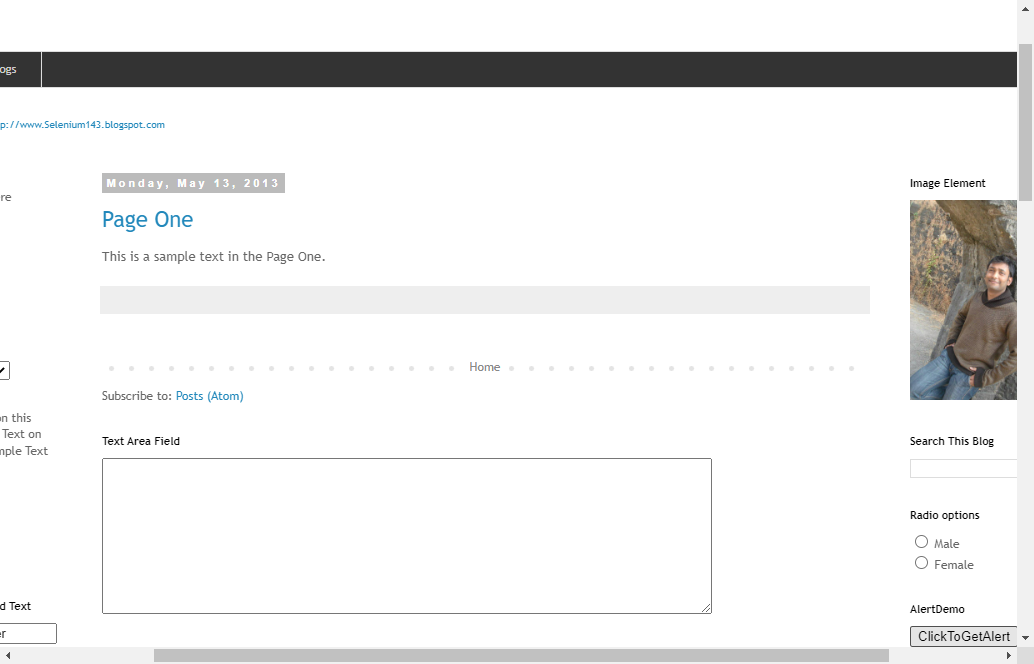 ogs
p://www.Selenium143.blogspot.com
re
on this
Text on
mple Text
d Text
er
Monday, May 13, 2013
Page One
This is a sample text in the Page One.
Home
Subscribe to: Posts (Atom)
Text Area Field
Image Element
Search This Blog
Radio options
Male
Female
AlertDemo
ClickToGetAlert